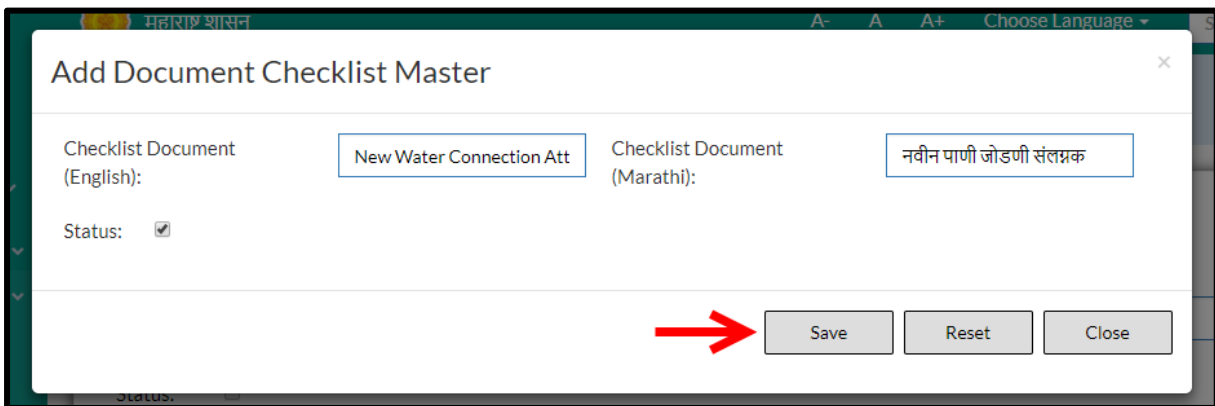 महाराष्ट्र शासन A- A A+ Choose Language
Add Document Checklist Master ×
Checklist Document (English): New Water Connection Att Checklist Document (Marathi): नवीन पाणी जोडणी संलग्नक
Status:
Save Reset Close
Status: